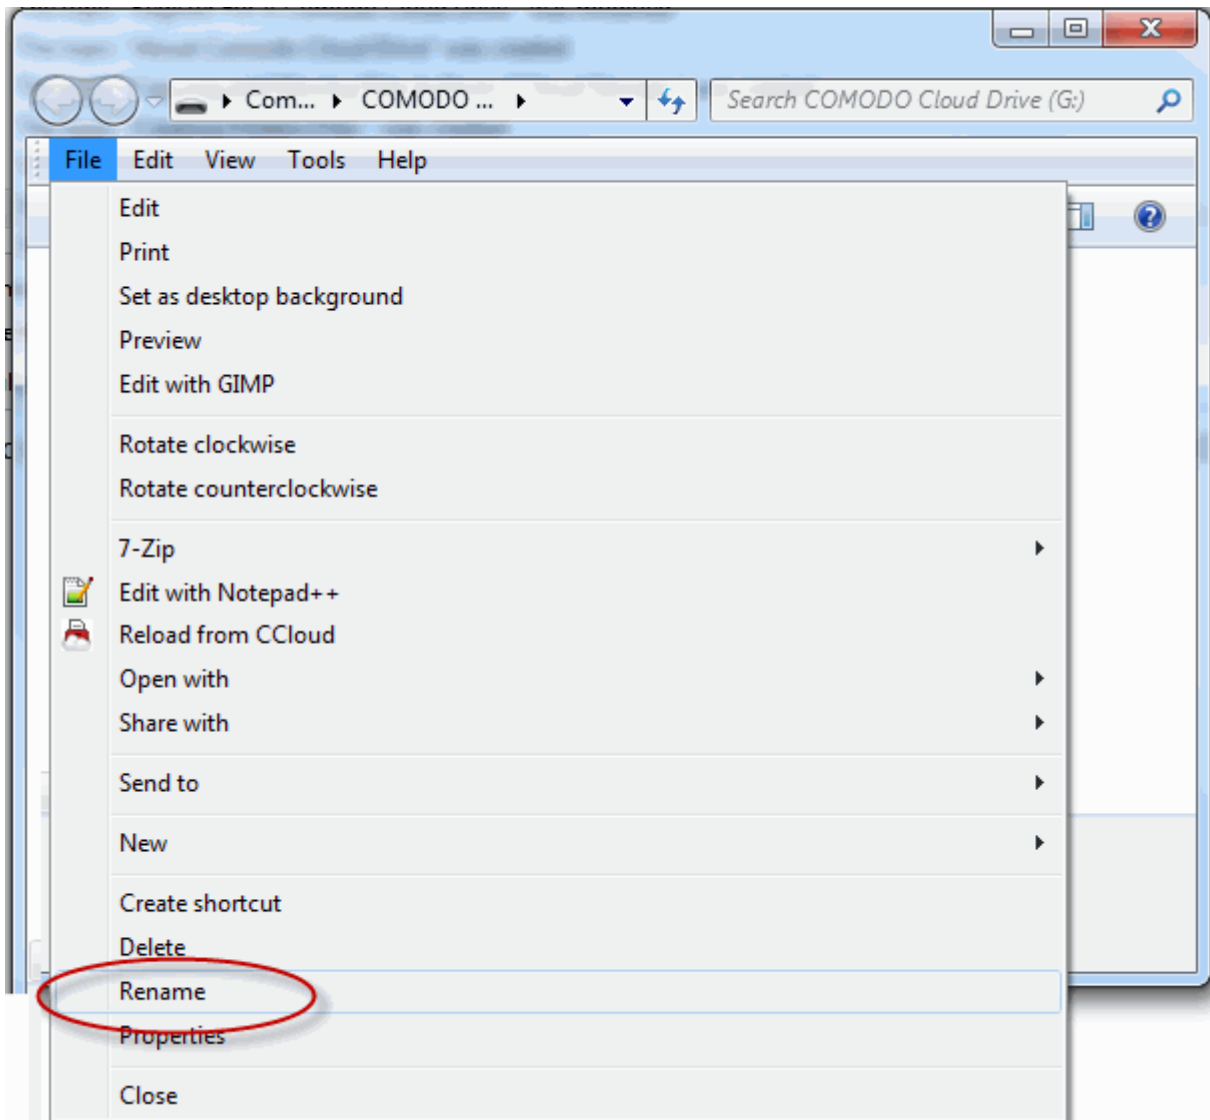 Com... COMODO ... Search COMODO Cloud Drive (G:)
File Edit View Tools Help
Edit
Print
Set as desktop background
Preview
Edit with GIMP
Rotate clockwise
Rotate counterclockwise
7-Zip
Edit with Notepad++
Reload from CCloud
Open with
Share with
Send to
New
Create shortcut
Delete
Rename
Properties
Close